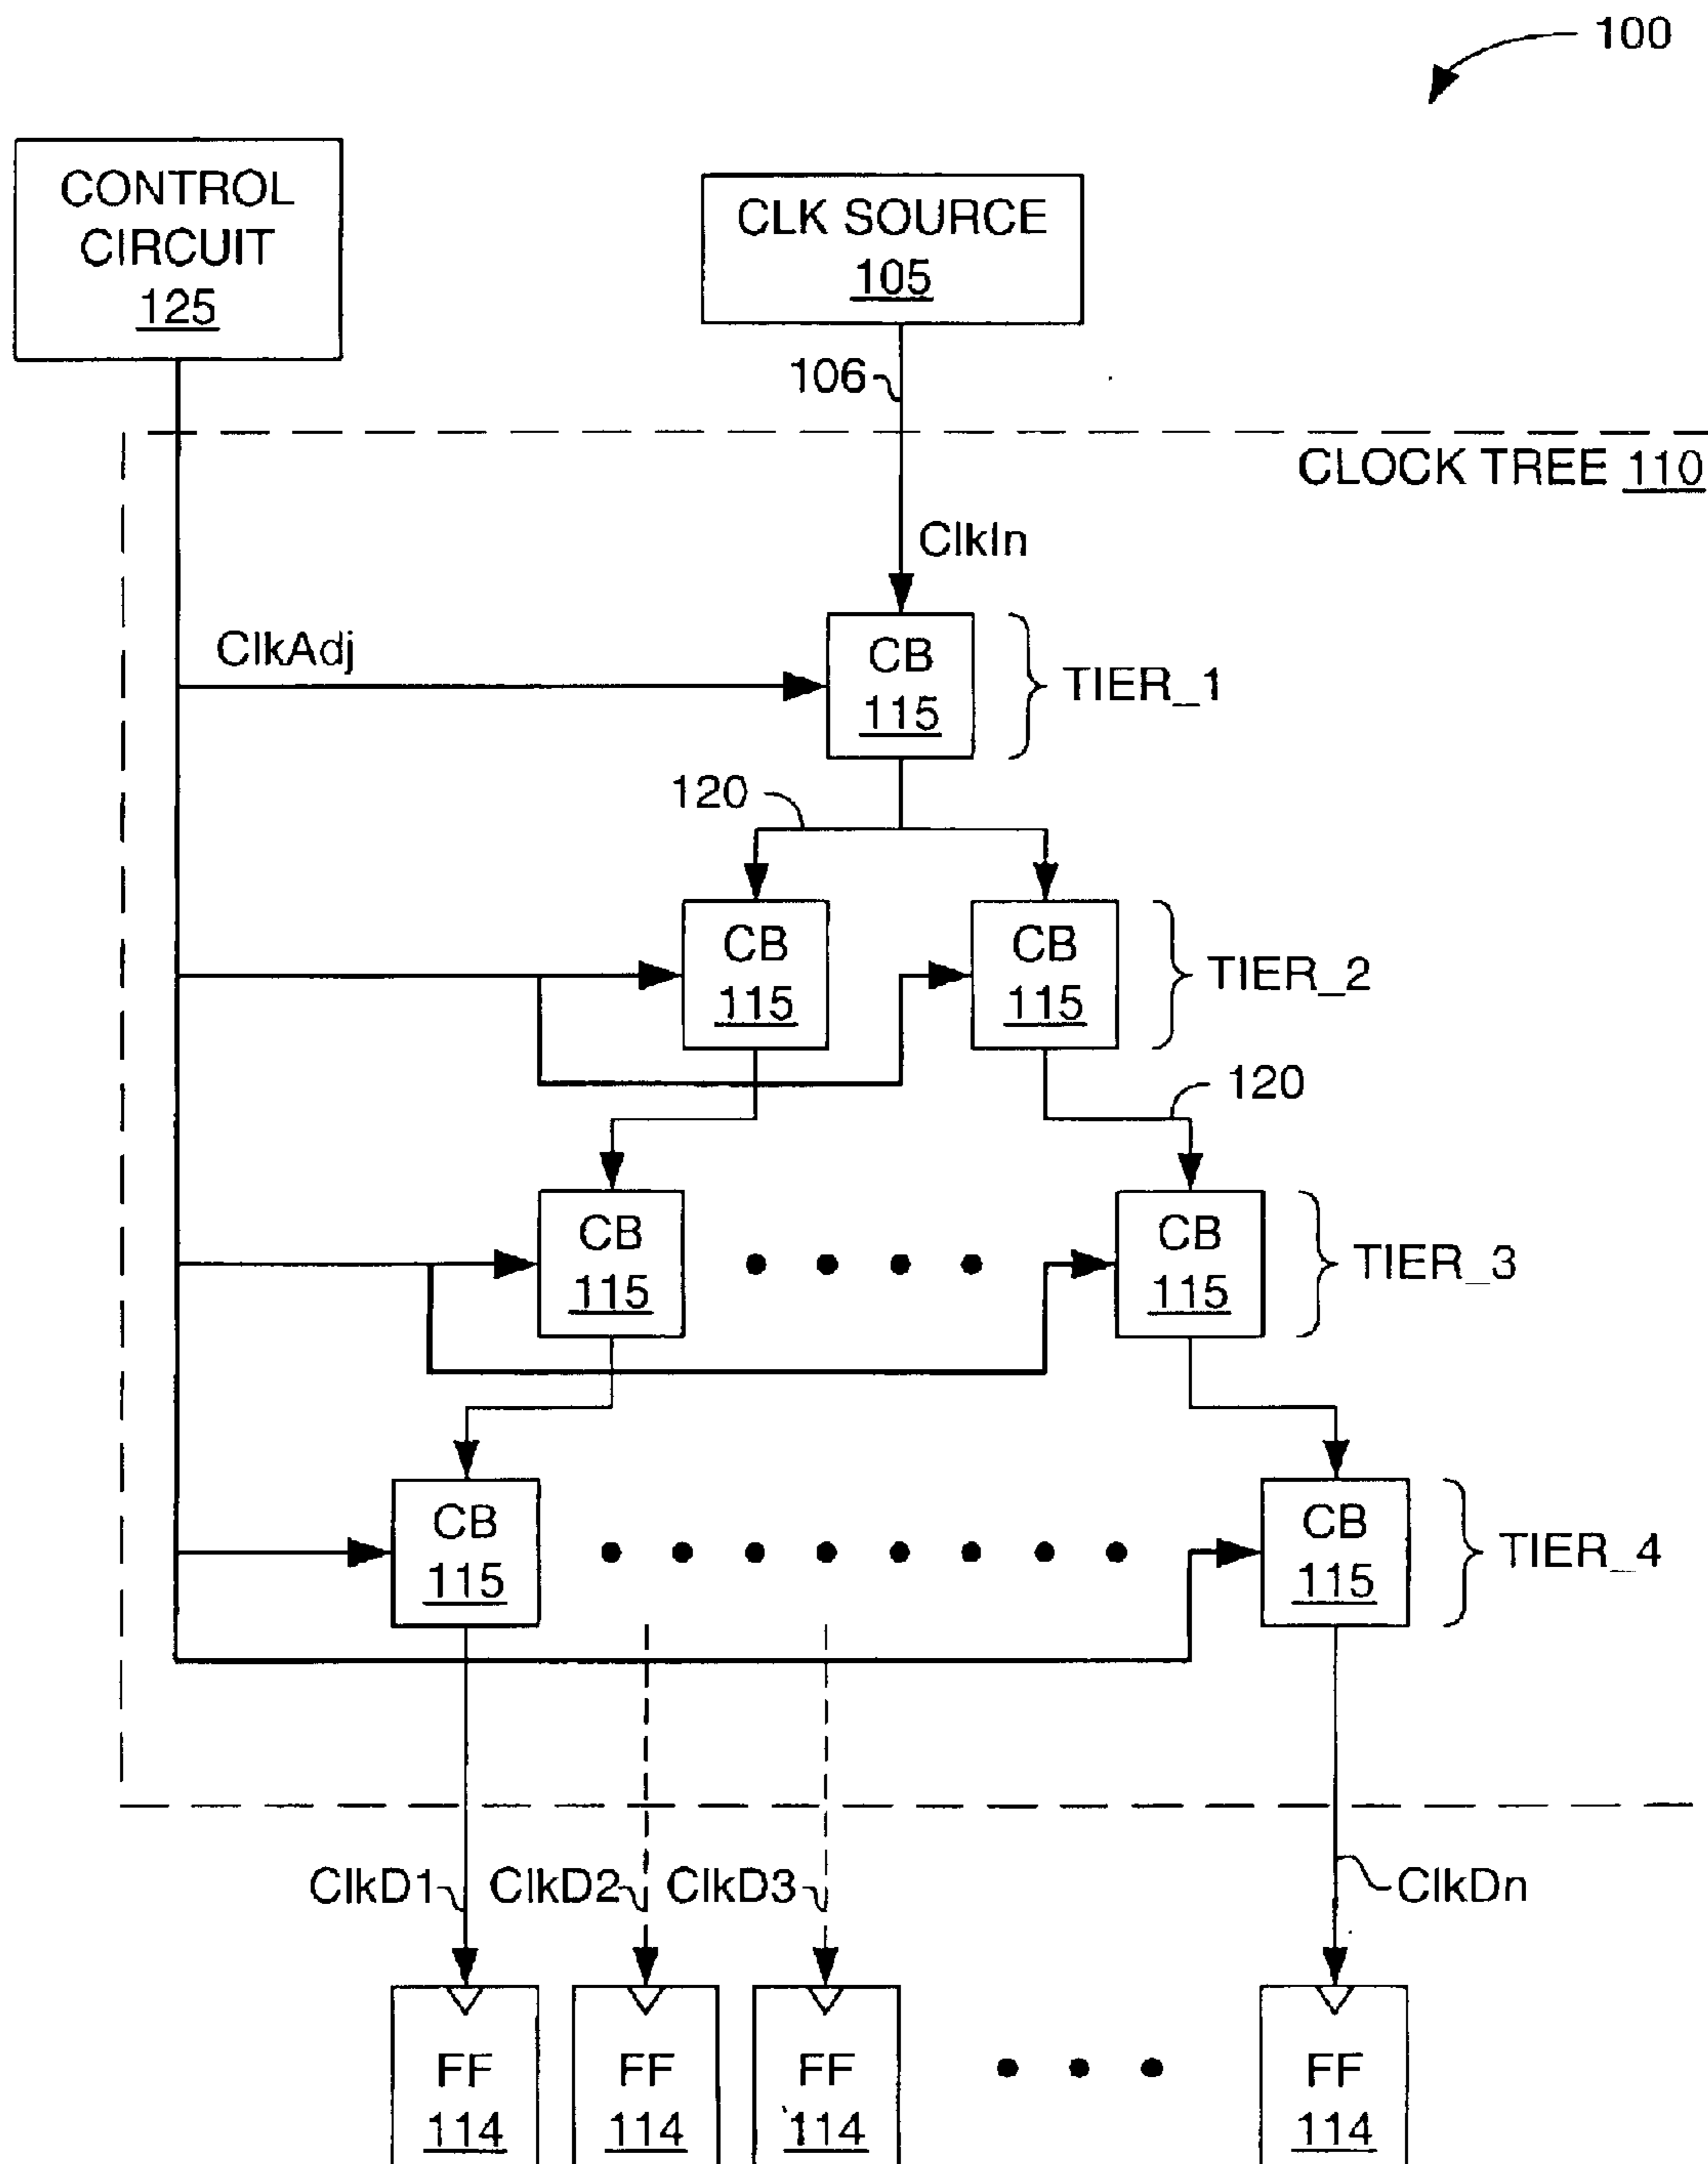 100
CONTROL
CIRCUIT
125
CLK SOURCE
105
106
CLOCK TREE 110
ClkIn
ClkAdj
CB
115
TIER_1
120
CB
115
CB
115
TIER_2
120
CB
115
CB
115
TIER_3
CB
115
CB
115
TIER_4
ClkD1
ClkD2
ClkD3
ClkDn
FF
114
FF
114
FF
114
FF
114